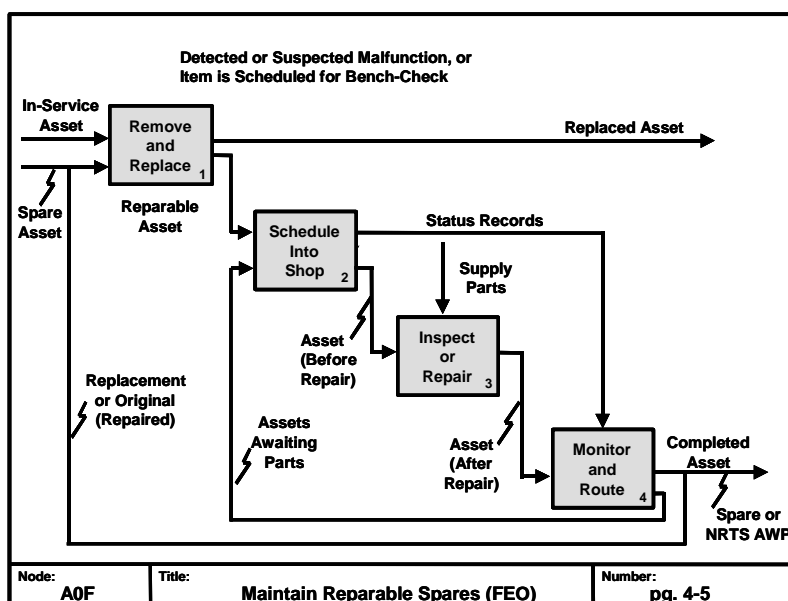 Detected or Suspected Malfunction, or
Item is Scheduled for Bench-Check
In-Service
Asset
Remove
and
Replace
1
Replaced Asset
Spare
Asset
Reparable
Asset
Schedule
Into
Shop
2
Status Records
Supply
Parts
Asset
(Before
Repair)
Inspect
or
Repair
3
Replacement
or Original
(Repaired)
Assets
Awaiting
Parts
Asset
(After
Repair)
Monitor
and
Route
4
Completed
Asset
Spare or
NRTS AWP
Node:
A0F
Title:
Maintain Reparable Spares (FEO)
Number:
pg. 4-5